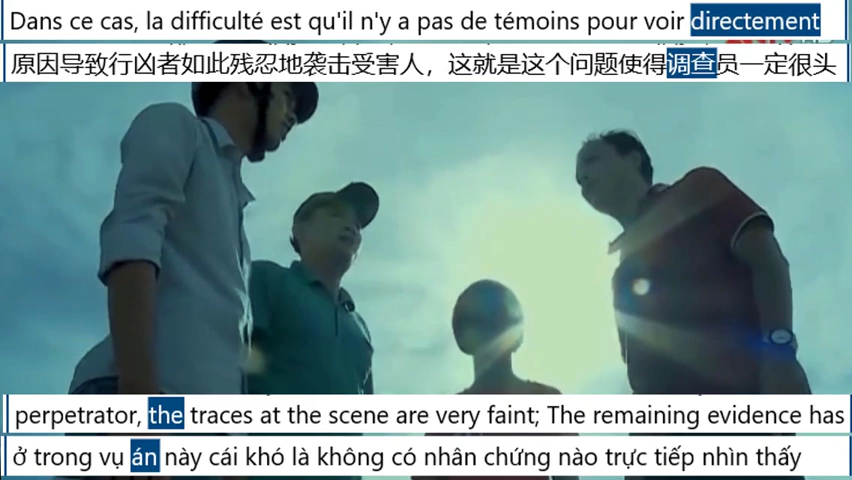 Dans ce cas, la difficulté est qu'il n'y a pas de témoins pour voir directement
原因导致行凶者如此残忍地袭击受害人，这就是这个问题使得调查员一定很头
perpetrator, the traces at the scene are very faint; The remaining evidence has
ở trong vụ án này cái khó là không có nhân chứng nào trực tiếp nhìn thấy